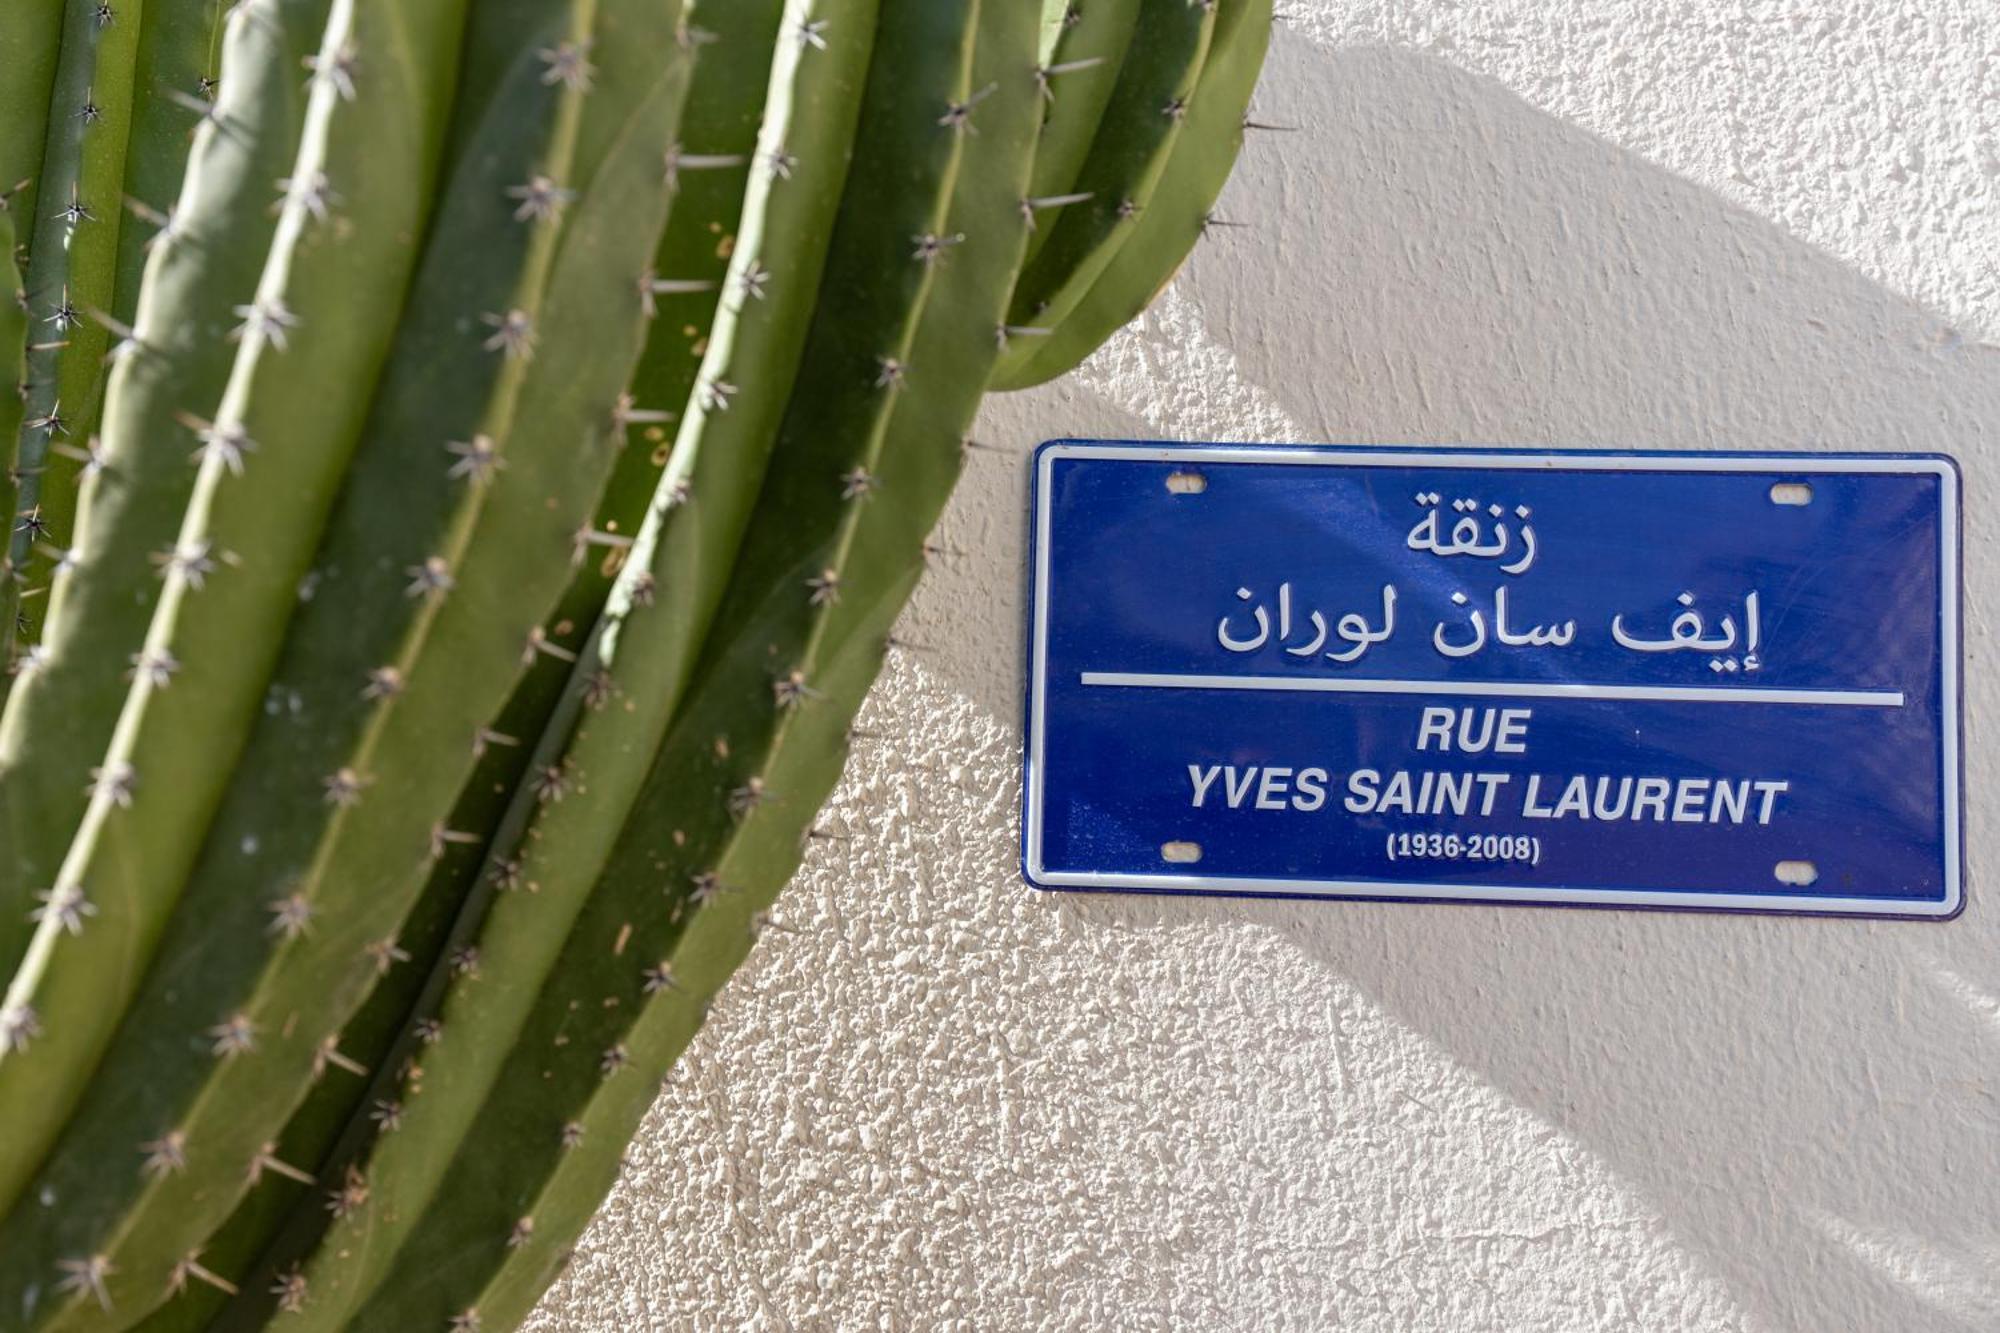 زنقة
إيف سان لوران
RUE
YVES SAINT LAURENT
(1936-2008)